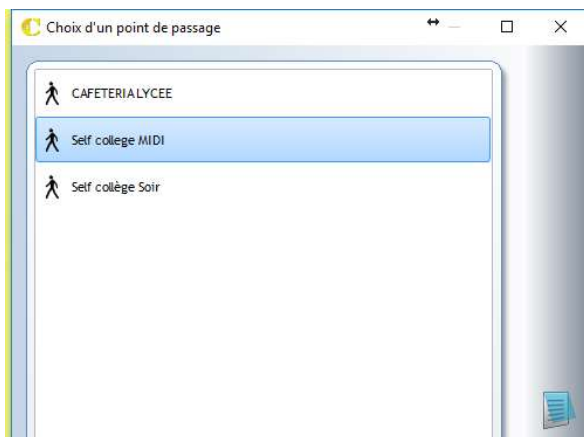 Choix d'un point de passage
CAFETERIALYCEE
Self college MIDI
Self collège Soir